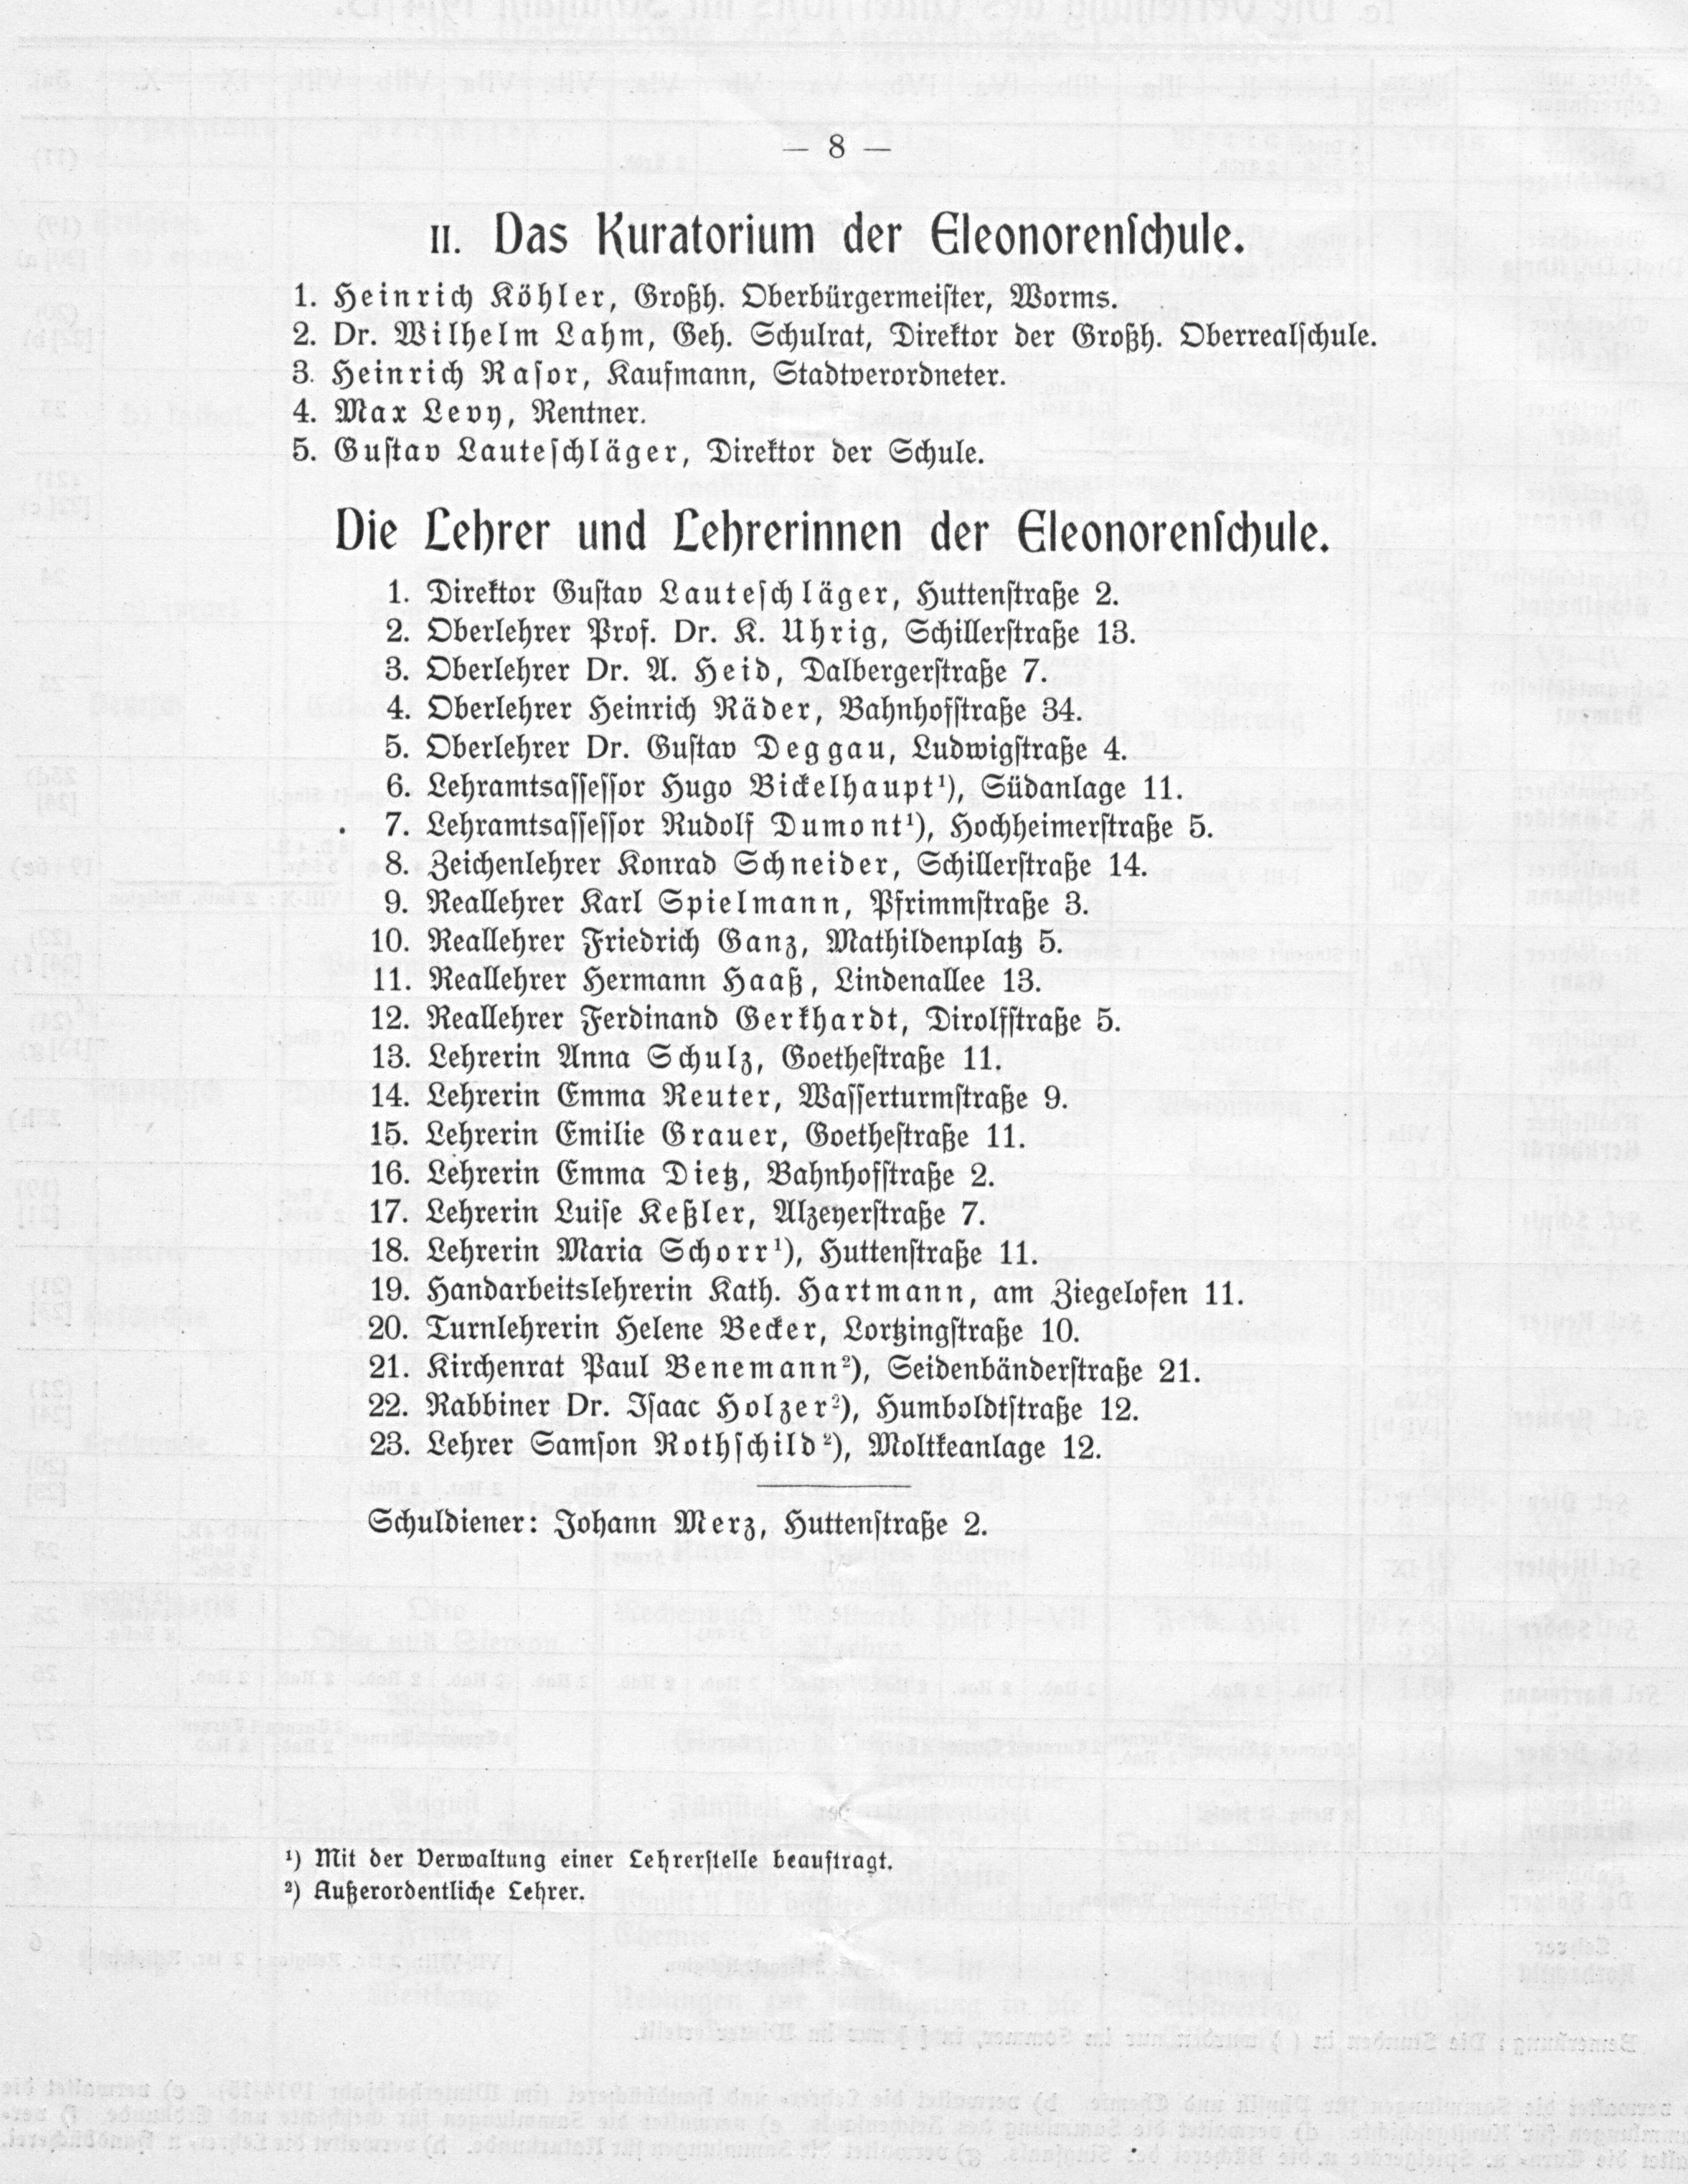 — 8 —
II. Das Kuratorium der Eleonorenſchule.
1. Heinrich Köhler, Großh. Oberbürgermeiſter, Worms.
2. Dr. Wilhelm Lahm, Geh. Schulrat, Direktor der Großh. Oberrealſchule.
3. Heinrich Raſor, Kaufmann, Stadtverordneter.
4. Max Levy, Rentner.
5. Guſtav Lauteſchläger, Direktor der Schule.
Die Lehrer und Lehrerinnen der Eleonorenſchule.
1. Direktor Guſtav Lauteſchläger, Huttenſtraße 2.
2. Oberlehrer Prof. Dr. K. Uhrig, Schillerſtraße 13.
3. Oberlehrer Dr. A. Heid, Dalbergerſtraße 7.
4. Oberlehrer Heinrich Räder, Bahnhofſtraße 34.
5. Oberlehrer Dr. Guſtav Deggau, Ludwigſtraße 4.
6. Lehramtsaſſeſſor Hugo Bickelhaupt¹), Südanlage 11.
7. Lehramtsaſſeſſor Rudolf Dumont¹), Hochheimerſtraße 5.
8. Zeichenlehrer Konrad Schneider, Schillerſtraße 14.
9. Reallehrer Karl Spielmann, Pfrimmſtraße 3.
10. Reallehrer Friedrich Ganz, Mathildenplatz 5.
11. Reallehrer Hermann Haaß, Lindenallee 13.
12. Reallehrer Ferdinand Gerkhardt, Dirolfſtraße 5.
13. Lehrerin Anna Schulz, Goetheſtraße 11.
14. Lehrerin Emma Reuter, Waſſerturmſtraße 9.
15. Lehrerin Emilie Grauer, Goetheſtraße 11.
16. Lehrerin Emma Dietz, Bahnhofſtraße 2.
17. Lehrerin Luiſe Keßler, Alzeyerſtraße 7.
18. Lehrerin Maria Schorr¹), Huttenſtraße 11.
19. Handarbeitslehrerin Kath. Hartmann, am Ziegelofen 11.
20. Turnlehrerin Helene Becker, Lortzingſtraße 10.
21. Kirchenrat Paul Benemann²), Seidenbänderſtraße 21.
22. Rabbiner Dr. Iſaac Holzer²), Humboldtſtraße 12.
23. Lehrer Samſon Rothſchild²), Moltkeanlage 12.
Schuldiener: Johann Merz, Huttenſtraße 2.
¹) Mit der Verwaltung einer Lehrerſtelle beauftragt.
²) Außerordentliche Lehrer.